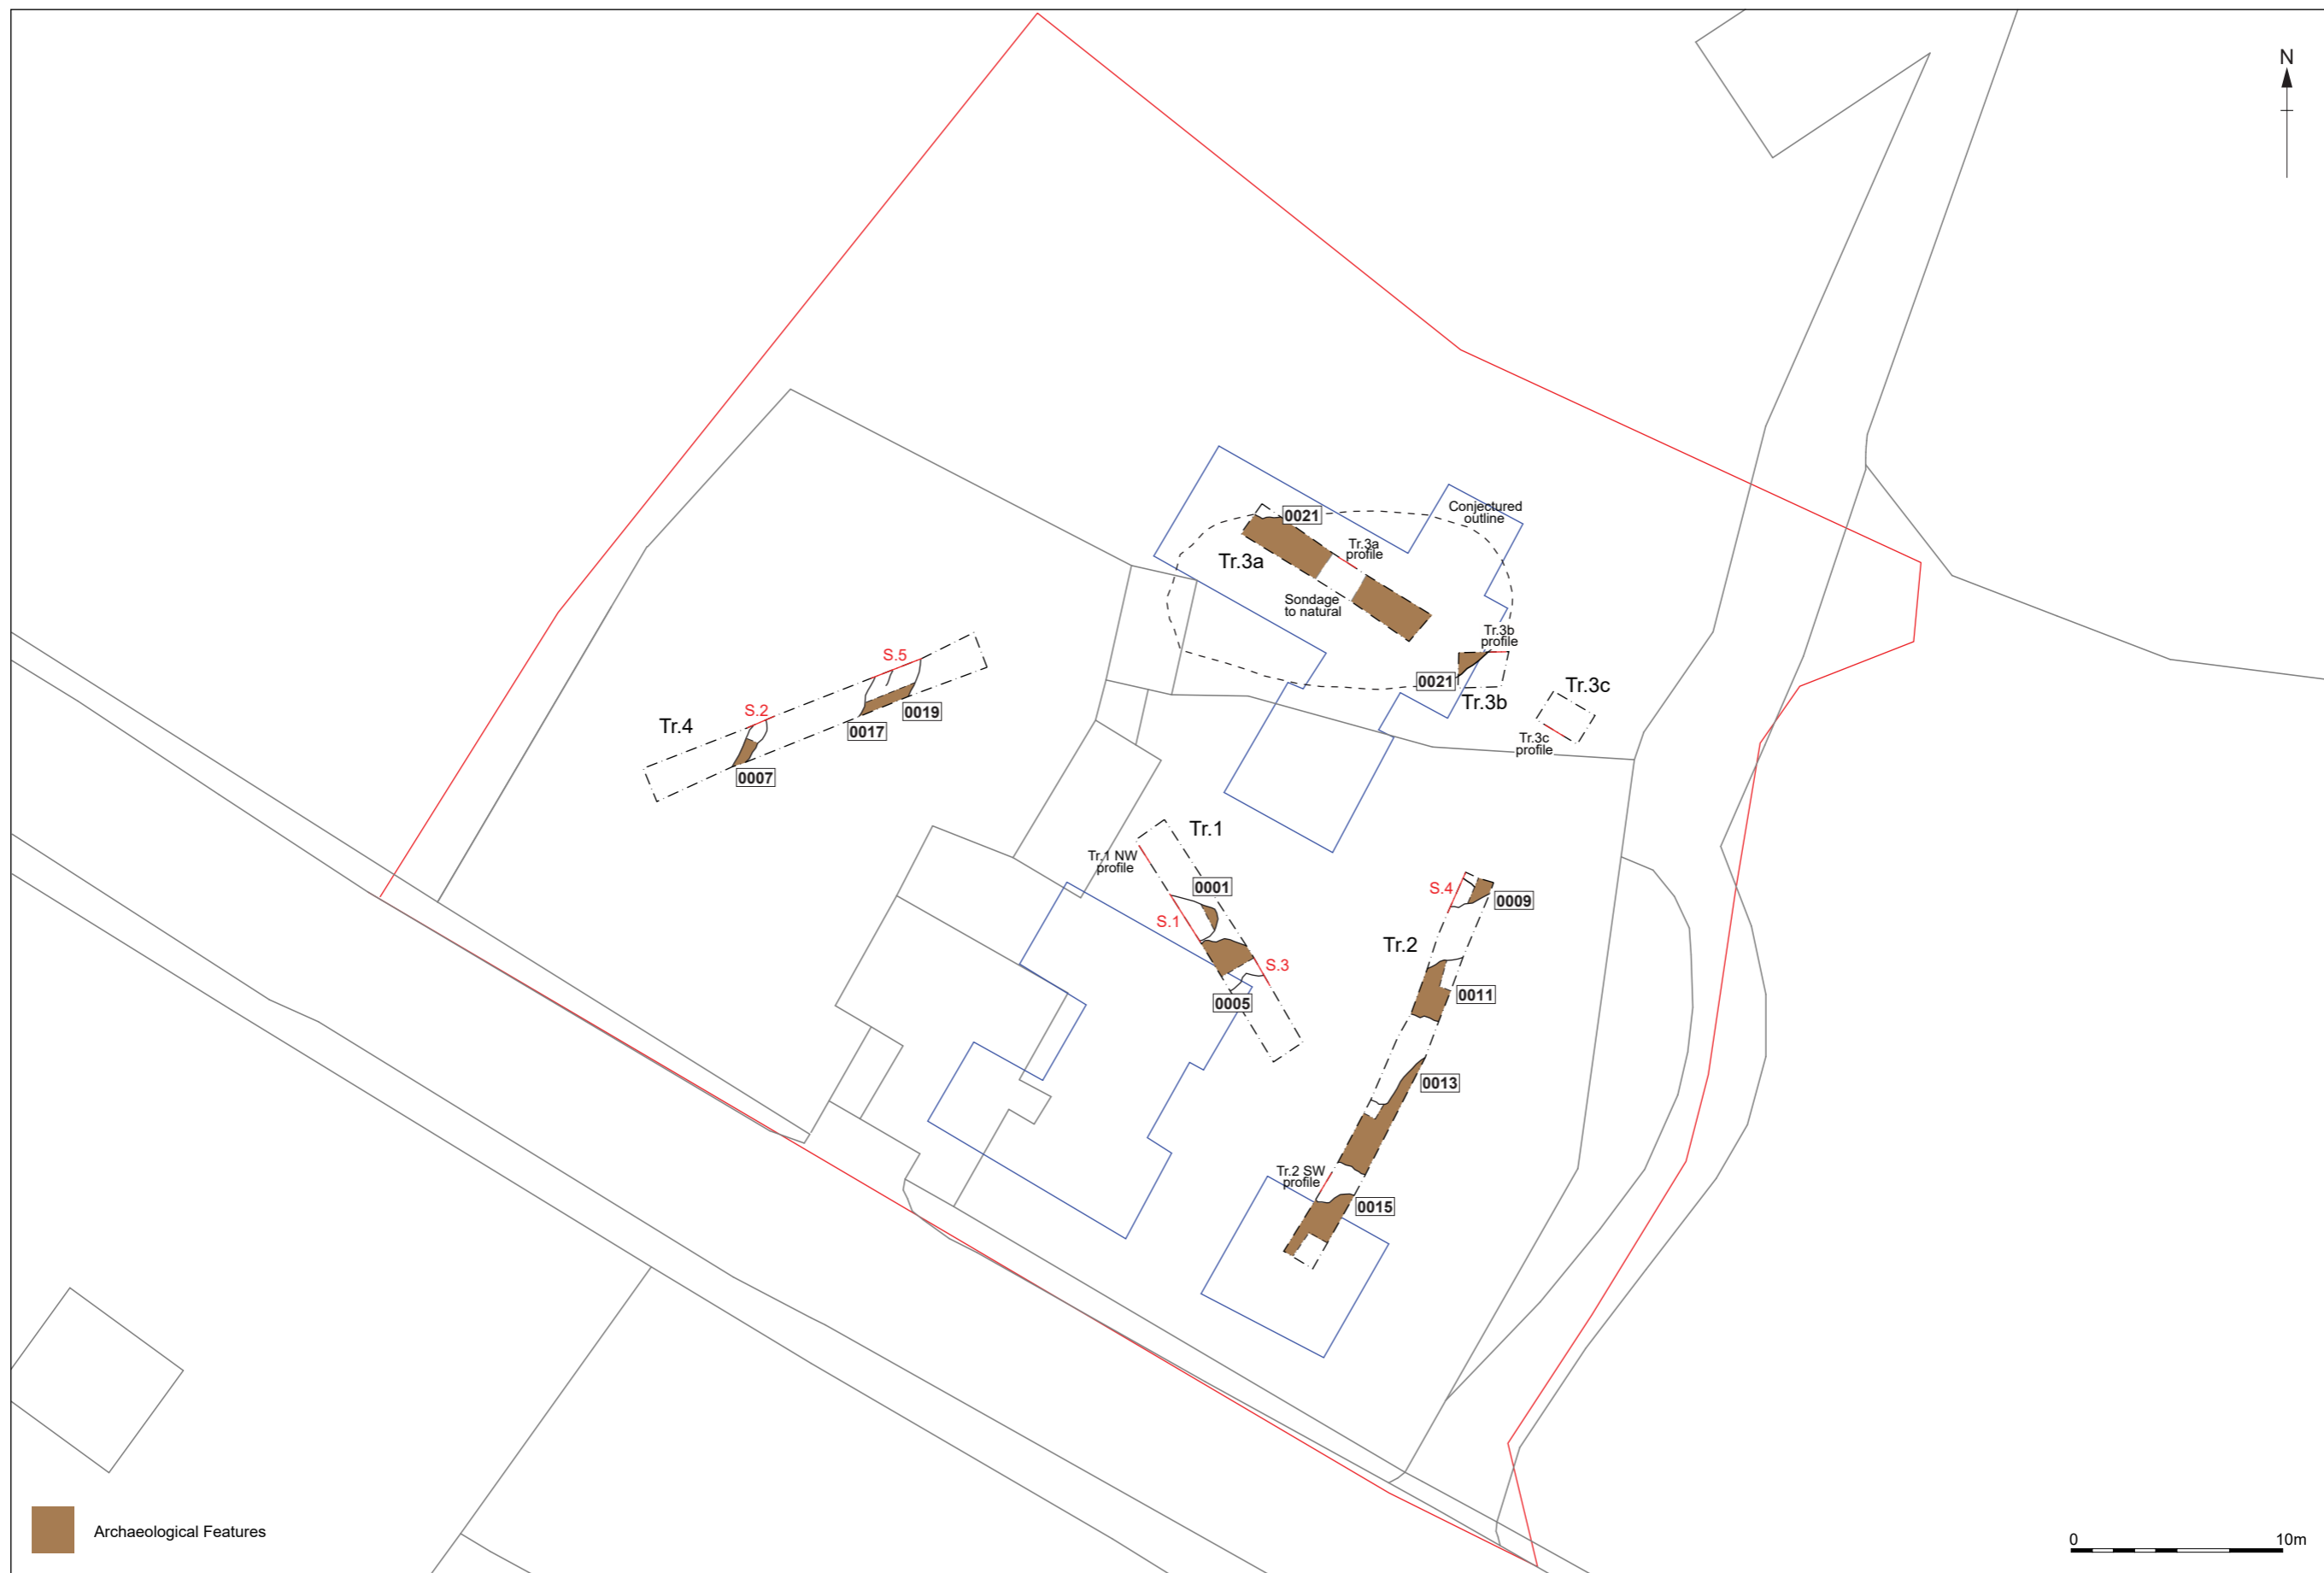 N
Conjectured
outline
0021
Tr.3a
profile
Tr.3a
Sondage
to natural
Tr.3b
profile
0021
Tr.3b
Tr.3c
Tr.3c
profile
S.5
0019
S.2
0017
Tr.4
0007
Tr.1
Tr.1 NW
profile
0001
S.1
S.3
0005
S.4
0009
Tr.2
0011
0013
Tr.2 SW
profile
0015
Archaeological Features
0 10m